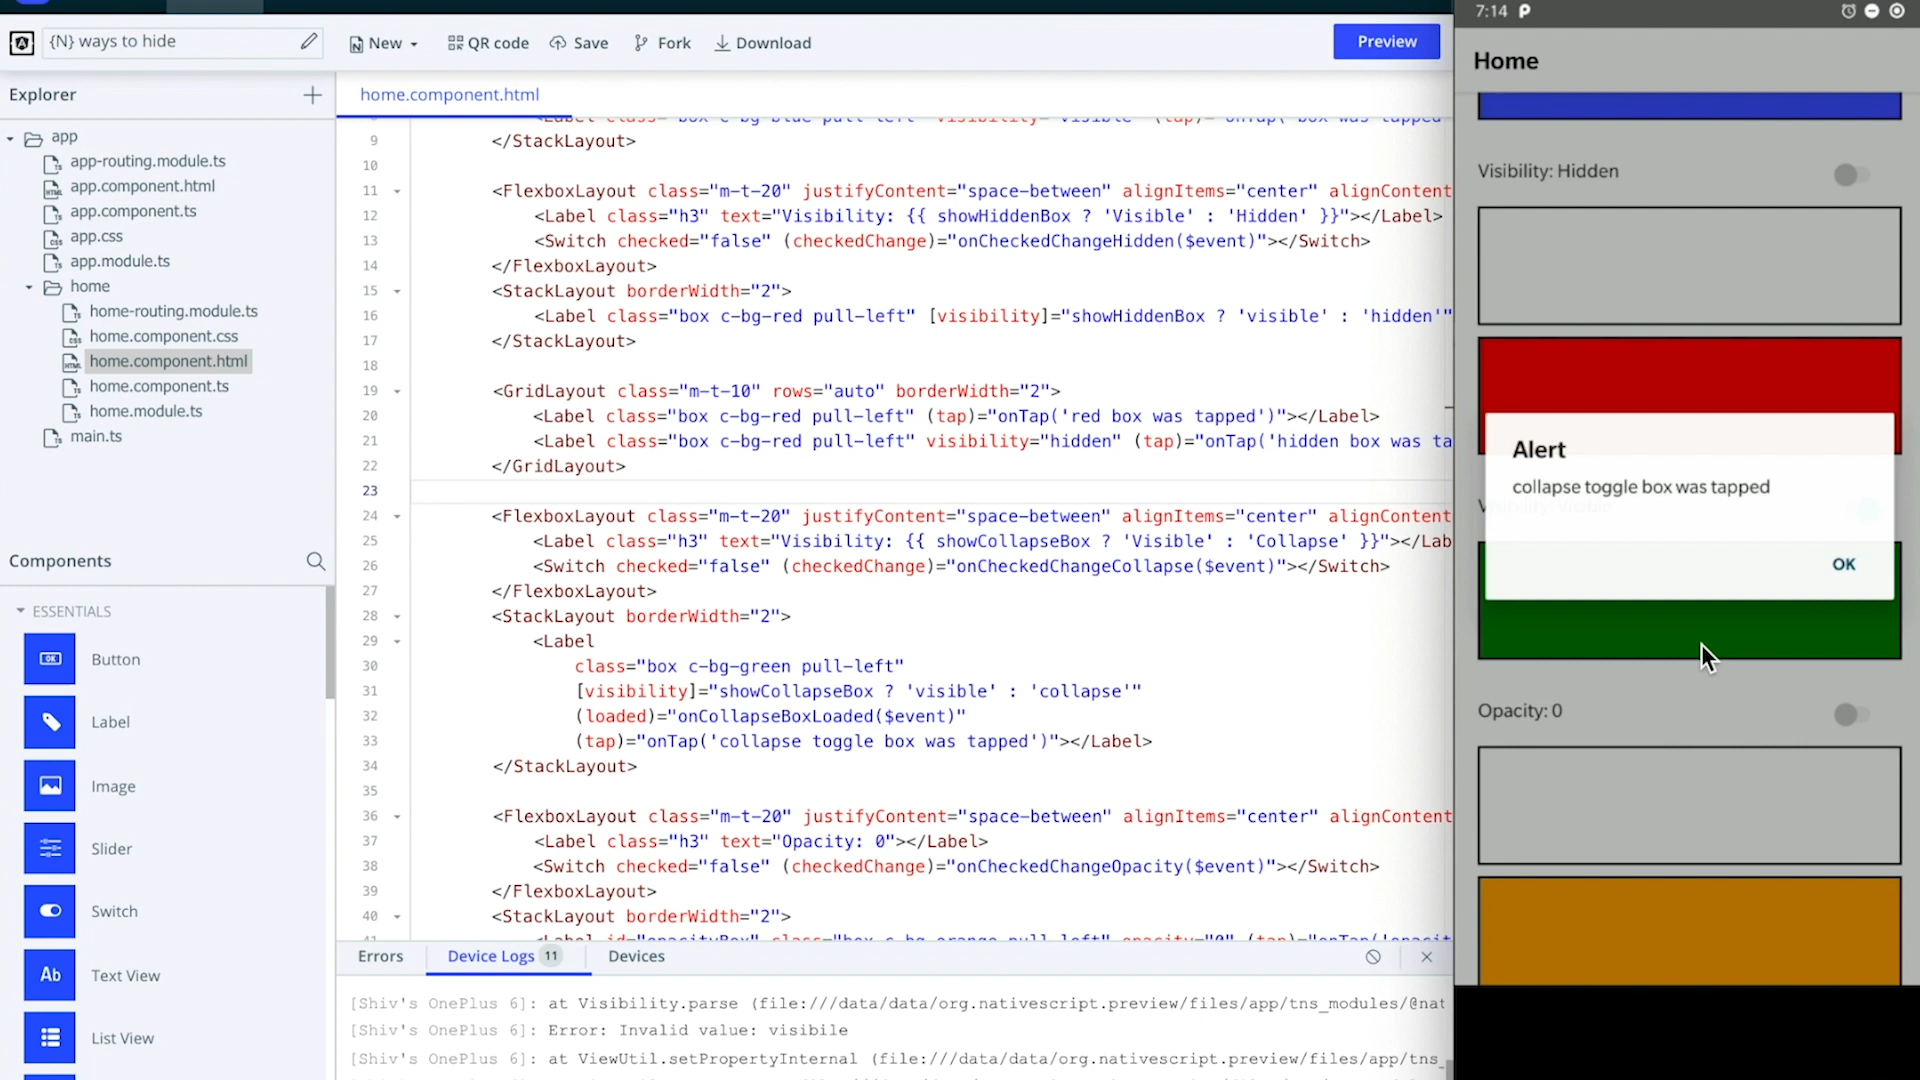 {N} ways to hide
New
QR code
Save
Fork
Download
Preview
Explorer
app
app-routing.module.ts
app.component.html
app.component.ts
app.css
app.module.ts
home
home-routing.module.ts
home.component.css
home.component.html
home.component.ts
home.module.ts
main.ts
Components
ESSENTIALS
Button
Label
Image
Slider
Switch
Ab Text View
List View
home.component.html
9 </StackLayout>
10
11 <FlexboxLayout class="m-t-20" justifyContent="space-between" alignItems="center" alignContent
12 <Label class="h3" text="Visibility: {{ showHiddenBox ? 'Visible' : 'Hidden' }}"></Label>
13 <Switch checked="false" (checkedChange)="onCheckedChangeHidden($event)"></Switch>
14 </FlexboxLayout>
15 <StackLayout borderWidth="2">
16 <Label class="box c-bg-red pull-left" [visibility]="showHiddenBox ? 'visible' : 'hidden'"
17 </StackLayout>
18
19 <GridLayout class="m-t-10" rows="auto" borderWidth="2">
20 <Label class="box c-bg-red pull-left" (tap)="onTap('red box was tapped')"></Label>
21 <Label class="box c-bg-red pull-left" visibility="hidden" (tap)="onTap('hidden box was ta
22 </GridLayout>
23
24 <FlexboxLayout class="m-t-20" justifyContent="space-between" alignItems="center" alignContent
25 <Label class="h3" text="Visibility: {{ showCollapseBox ? 'Visible' : 'Collapse' }}"></Lab
26 <Switch checked="false" (checkedChange)="onCheckedChangeCollapse($event)"></Switch>
27 </FlexboxLayout>
28 <StackLayout borderWidth="2">
29 <Label
30 class="box c-bg-green pull-left"
31 [visibility]="showCollapseBox ? 'visible' : 'collapse'"
32 (loaded)="onCollapseBoxLoaded($event)"
33 (tap)="onTap('collapse toggle box was tapped')"></Label>
34 </StackLayout>
35
36 <FlexboxLayout class="m-t-20" justifyContent="space-between" alignItems="center" alignContent
37 <Label class="h3" text="Opacity: 0"></Label>
38 <Switch checked="false" (checkedChange)="onCheckedChangeOpacity($event)"></Switch>
39 </FlexboxLayout>
40 <StackLayout borderWidth="2">
Errors
Device Logs 11
Devices
[Shiv's OnePlus 6]: at Visibility.parse (file:///data/data/org.nativescript.preview/files/app/tns_modules/@nat
[Shiv's OnePlus 6]: Error: Invalid value: visibile
[Shiv's OnePlus 6]: at ViewUtil.setPropertyInternal (file:///data/data/org.nativescript.preview/files/app/tns_
7:14
Home
Visibility: Hidden
Alert
collapse toggle box was tapped
OK
Opacity: 0